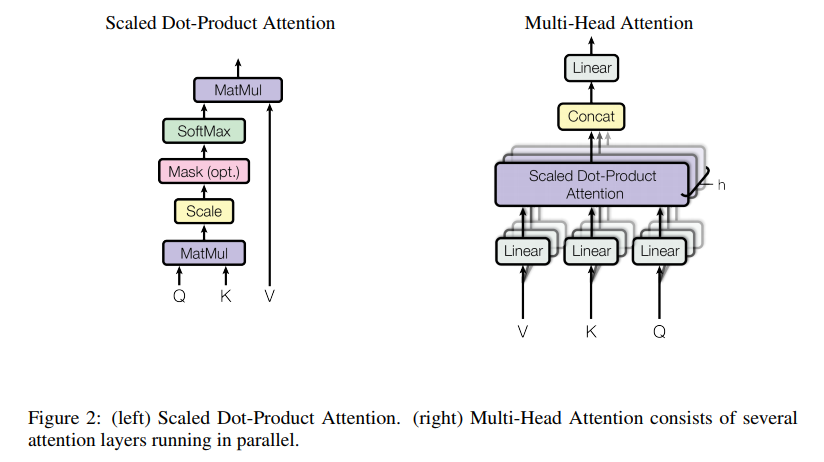 Scaled Dot-Product Attention
MatMul
SoftMax
Mask (opt.)
Scale
MatMul
Q K V
Multi-Head Attention
Linear
Concat
Scaled Dot-Product
Attention
h
Linear Linear Linear
V K Q
Figure 2: (left) Scaled Dot-Product Attention. (right) Multi-Head Attention consists of several
attention layers running in parallel.